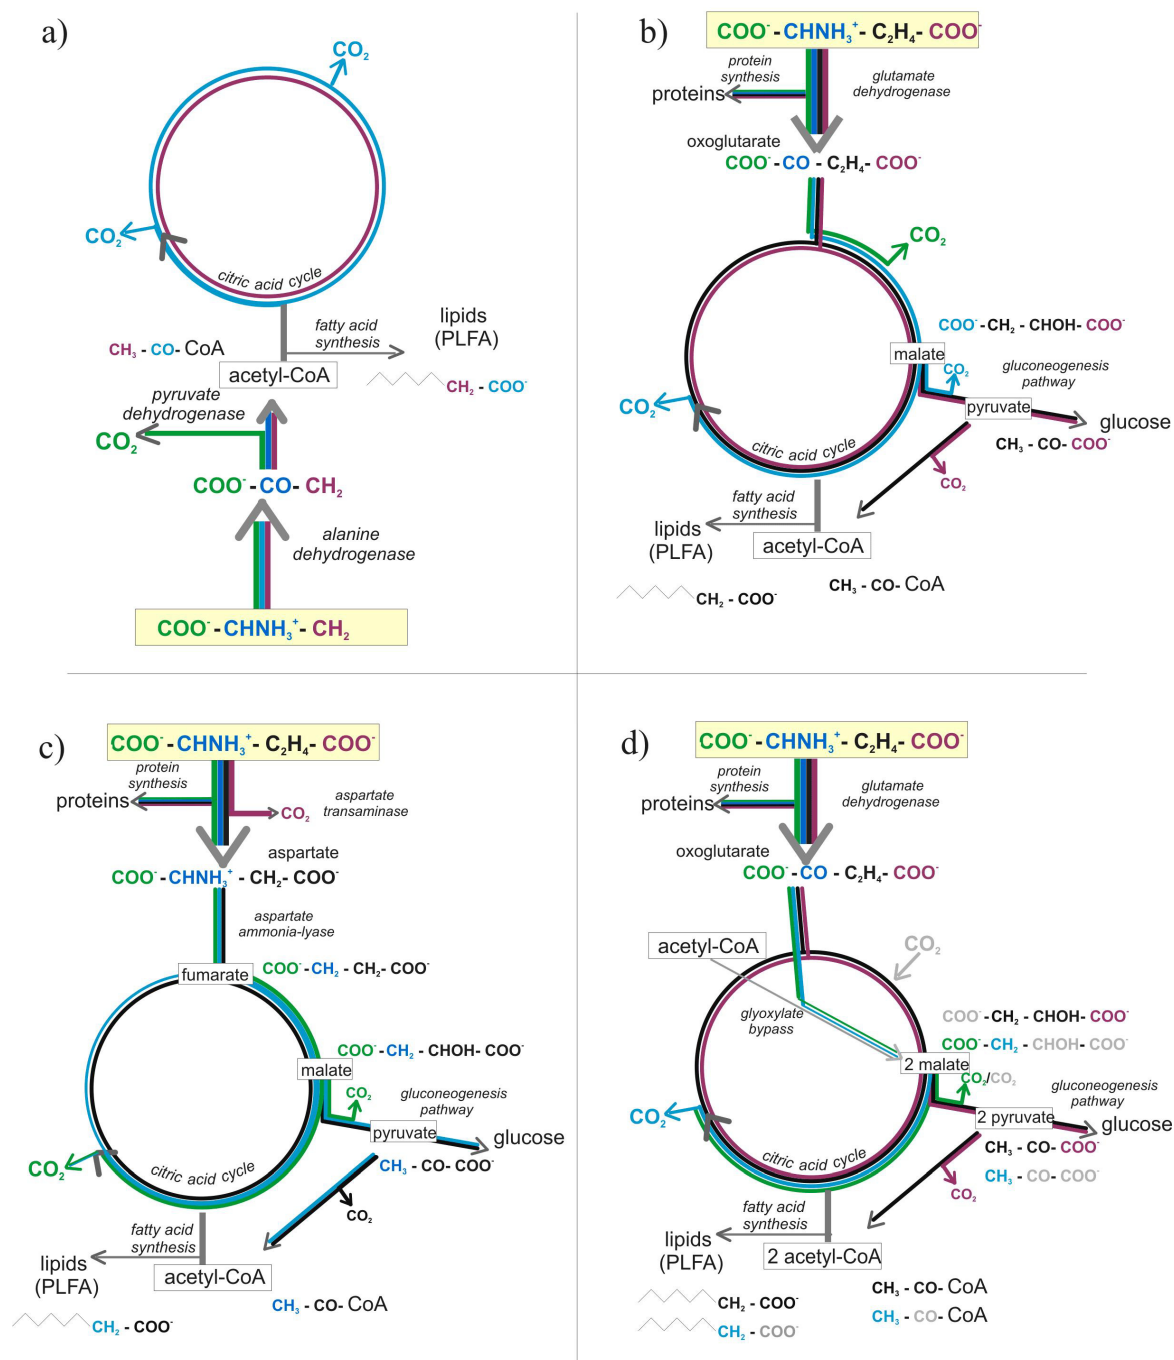 a)
CO₂
CO₂
citric acid cycle
fatty acid
synthesis
lipids
(PLFA)
CH₃ - CO- CoA
acetyl-CoA
CH₂ - COO⁻
pyruvate
dehydrogenase
CO₂
COO⁻ -CO- CH₂
alanine
dehydrogenase
COO⁻ -CHNH₃⁺- CH₂
b)
COO⁻ -CHNH₃⁺- C₂H₄- COO⁻
protein
synthesis
glutamate
dehydrogenase
proteins
oxoglutarate
COO⁻ -CO - C₂H₄- COO⁻
CO₂
COO⁻ -CH₂ - CHOH- COO⁻
malate
CO₂
gluconeogenesis
pathway
CO₂
pyruvate
glucose
CH₃ - CO- COO⁻
citric acid cycle
CO₂
fatty acid
synthesis
lipids
(PLFA)
acetyl-CoA
CH₃ - CO- CoA
CH₂ - COO⁻
c)
COO⁻ -CHNH₃⁺- C₂H₄- COO⁻
protein
synthesis
proteins
CO₂
aspartate
transaminase
aspartate
COO⁻ -CHNH₃⁺ - CH₂- COO⁻
aspartate
ammonia-lyase
fumarate
COO⁻ -CH₂ - CH₂- COO⁻
COO⁻ -CH₂ - CHOH- COO⁻
malate
CO₂
gluconeogenesis
pathway
pyruvate
glucose
CH₃ - CO- COO⁻
CO₂
citric acid cycle
CO₂
fatty acid
synthesis
lipids
(PLFA)
acetyl-CoA
CH₃ - CO- CoA
CH₂ - COO⁻
d)
COO⁻ -CHNH₃⁺- C₂H₄- COO⁻
protein
synthesis
glutamate
dehydrogenase
proteins
oxoglutarate
COO⁻ -CO - C₂H₄- COO⁻
acetyl-CoA
CO₂
glyoxylate
bypass
COO⁻ -CH₂ - CHOH- COO⁻
COO⁻ -CH₂ - CHOH- COO⁻
2 malate
CO₂/CO₂
gluconeogenesis
pathway
CO₂
2 pyruvate
glucose
CH₃ - CO- COO⁻
CH₃ - CO- COO⁻
citric acid cycle
CO₂
fatty acid
synthesis
lipids
(PLFA)
2 acetyl-CoA
CH₃ - CO- CoA
CH₃ - CO- CoA
CH₂ - COO⁻
CH₂ - COO⁻